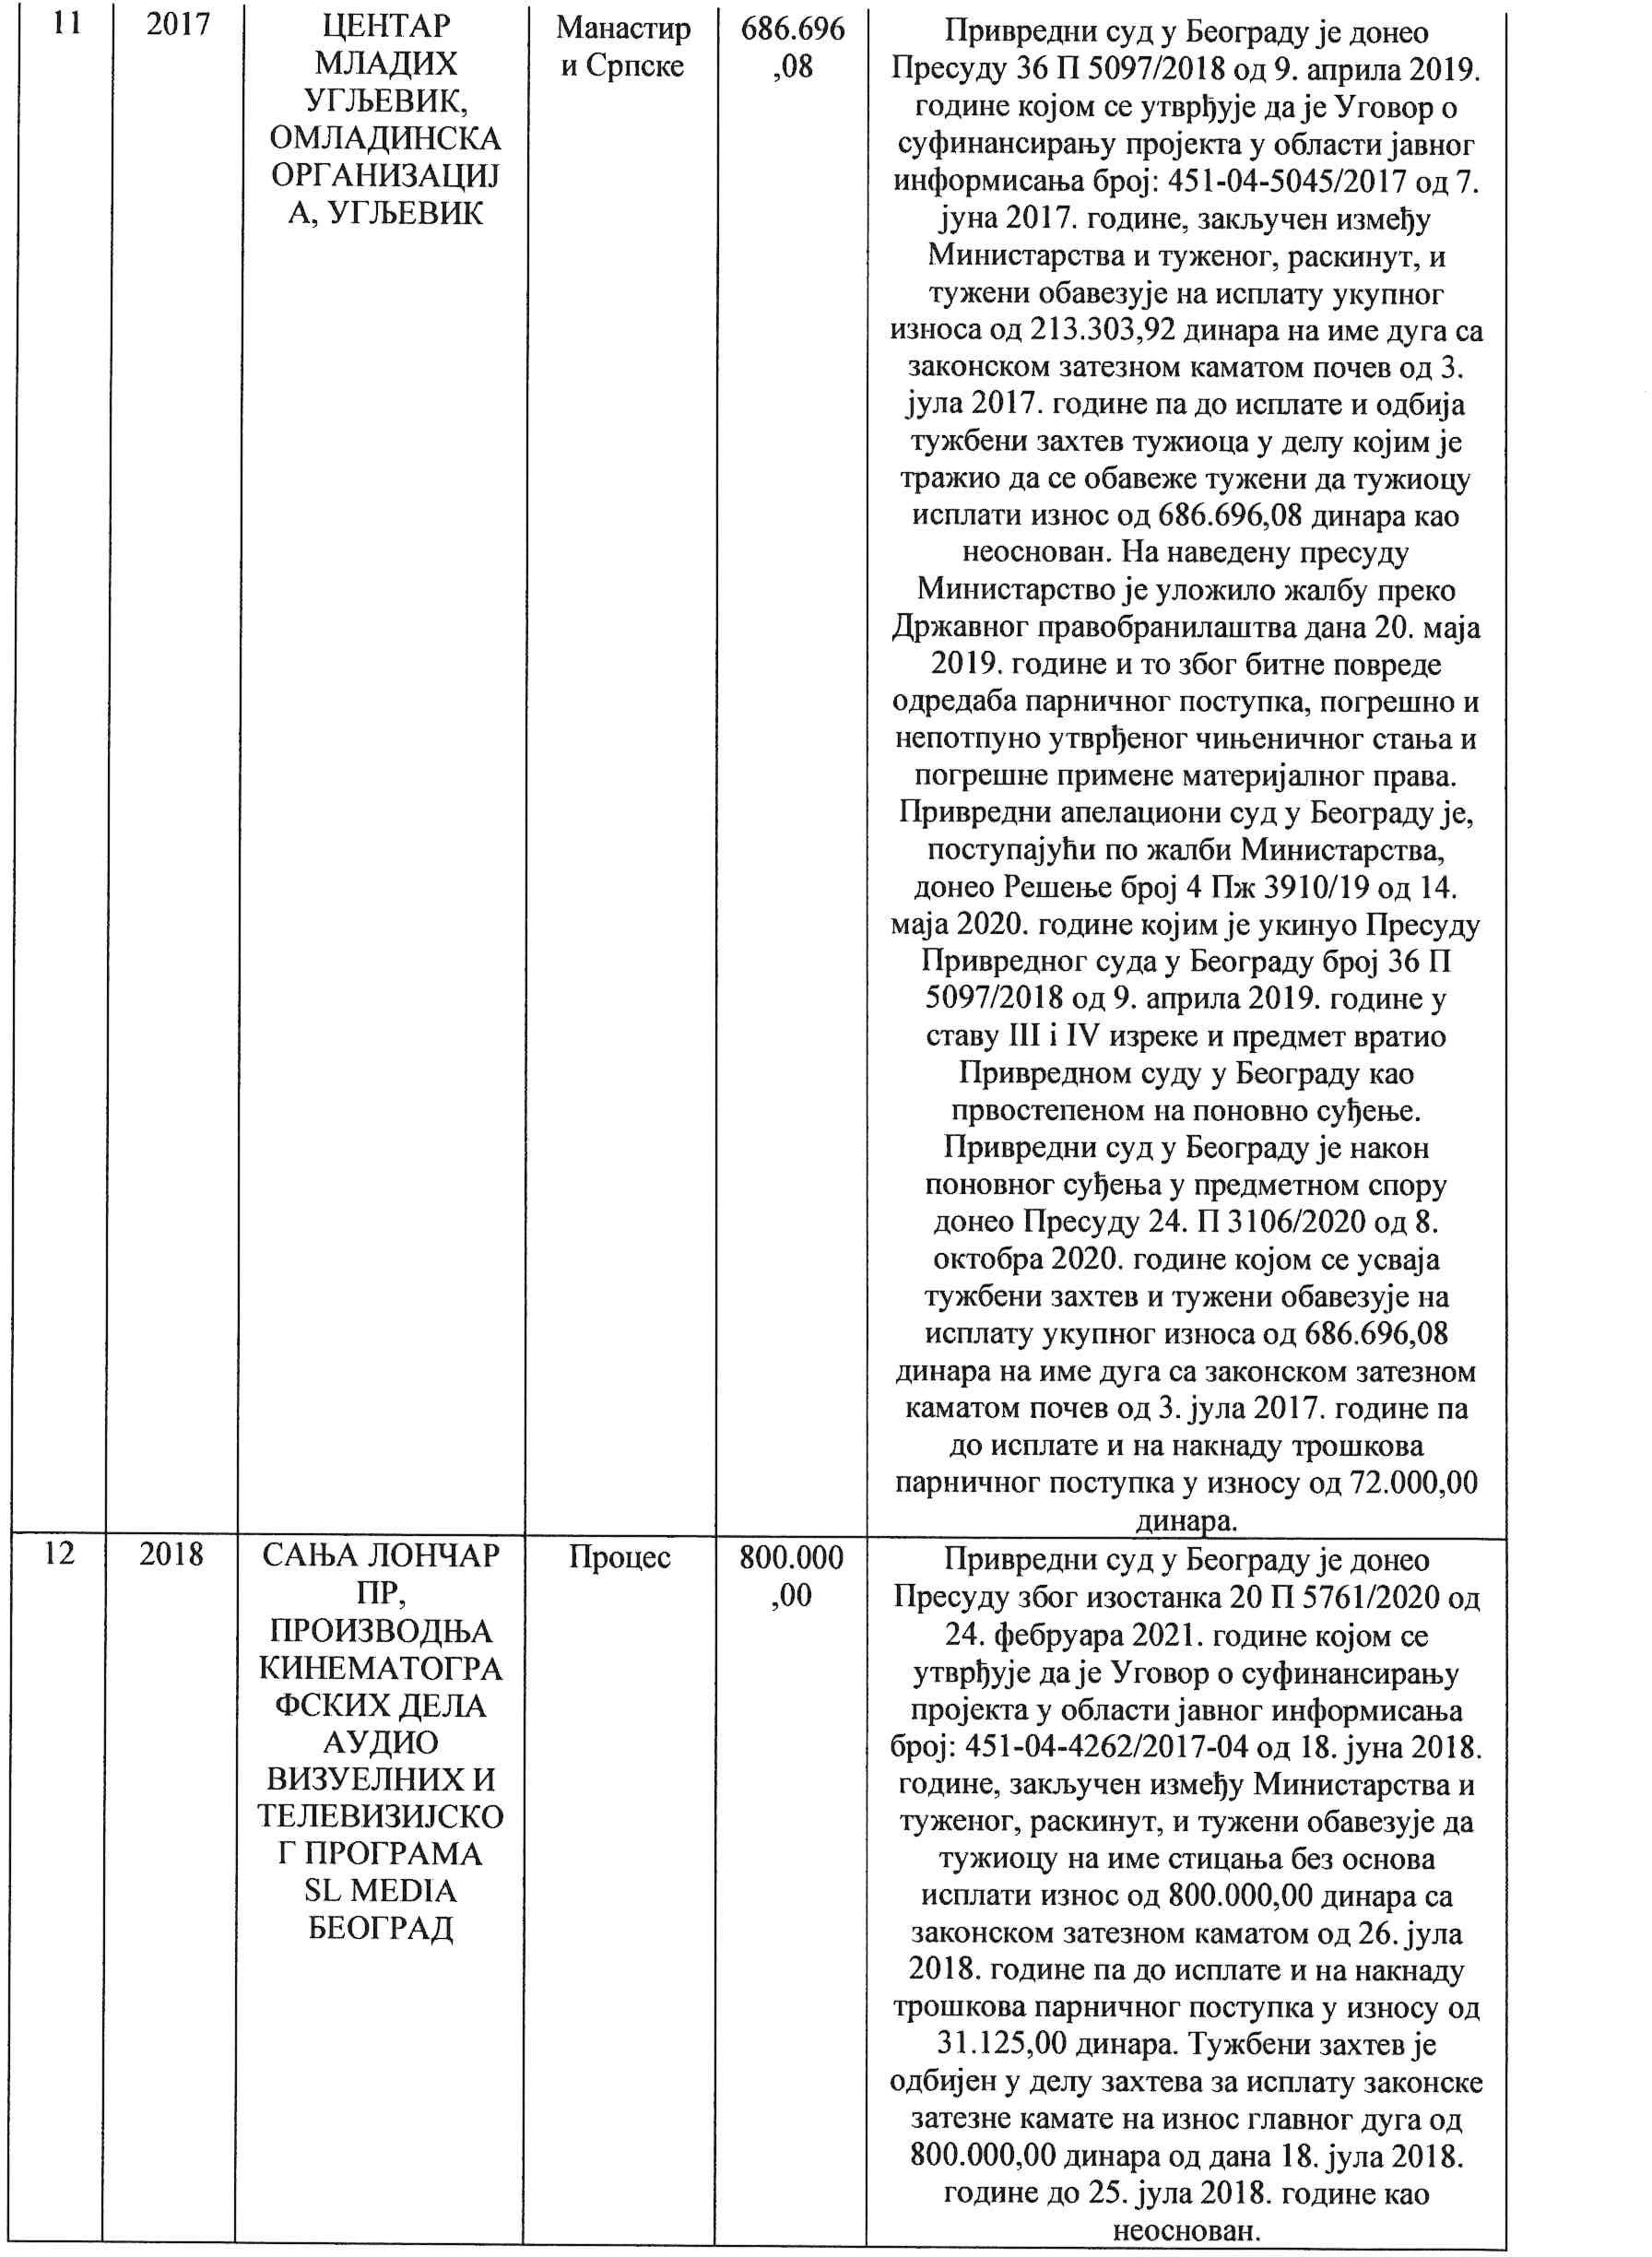 11
2017
ЦЕНТАР
МЛАДИХ
УГЉЕВИК,
ОМЛАДИНСКА
ОРГАНИЗАЦИЈ
А, УГЉЕВИК
Манастир
и Српске
686.696
,08
Привредни суд у Београду је донео
Пресуду 36 П 5097/2018 од 9. априла 2019.
године којом се утврђује да је Уговор о
суфинансирању пројекта у области јавног
информисања број: 451-04-5045/2017 од 7.
јуна 2017. године, закључен између
Министарства и туженог, раскинут, и
тужени обавезује на исплату укупног
износа од 213.303,92 динара на име дуга са
законском затезном каматом почев од 3.
јула 2017. године па до исплате и одбија
тужбени захтев тужиоца у делу којим је
тражио да се обавеже тужени да тужиоцу
исплати износ од 686.696,08 динара као
неоснован. На наведену пресуду
Министарство је уложило жалбу преко
Државног правобранилаштва дана 20. маја
2019. године и то због битне повреде
одредаба парничног поступка, погрешно и
непотпуно утврђеног чињеничног стања и
погрешне примене материјалног права.
Привредни апелациони суд у Београду је,
поступајући по жалби Министарства,
донео Решење број 4 Пж 3910/19 од 14.
маја 2020. године којим је укинуо Пресуду
Привредног суда у Београду број 36 П
5097/2018 од 9. априла 2019. године у
ставу III i IV изреке и предмет вратио
Привредном суду у Београду као
првостепеном на поновно суђење.
Привредни суд у Београду је након
поновног суђења у предметном спору
донео Пресуду 24. П 3106/2020 од 8.
октобра 2020. године којом се усваја
тужбени захтев и тужени обавезује на
исплату укупног износа од 686.696,08
динара на име дуга са законском затезном
каматом почев од 3. јула 2017. године па
до исплате и на накнаду трошкова
парничног поступка у износу од 72.000,00
динара.
12
2018
САЊА ЛОНЧАР
ПР,
ПРОИЗВОДЊА
КИНЕМАТОГРА
ФСКИХ ДЕЛА
АУДИО
ВИЗУЕЛНИХ И
ТЕЛЕВИЗИЈСКО
Г ПРОГРАМА
SL MEDIA
БЕОГРАД
Процес
800.000
,00
Привредни суд у Београду је донео
Пресуду због изостанка 20 П 5761/2020 од
24. фебруара 2021. године којом се
утврђује да је Уговор о суфинансирању
пројекта у области јавног информисања
број: 451-04-4262/2017-04 од 18. јуна 2018.
године, закључен између Министарства и
туженог, раскинут, и тужени обавезује да
тужиоцу на име стицања без основа
исплати износ од 800.000,00 динара са
законском затезном каматом од 26. јула
2018. године па до исплате и на накнаду
трошкова парничног поступка у износу од
31.125,00 динара. Тужбени захтев је
одбијен у делу захтева за исплату законске
затезне камате на износ главног дуга од
800.000,00 динара од дана 18. јула 2018.
године до 25. јула 2018. године као
неоснован.